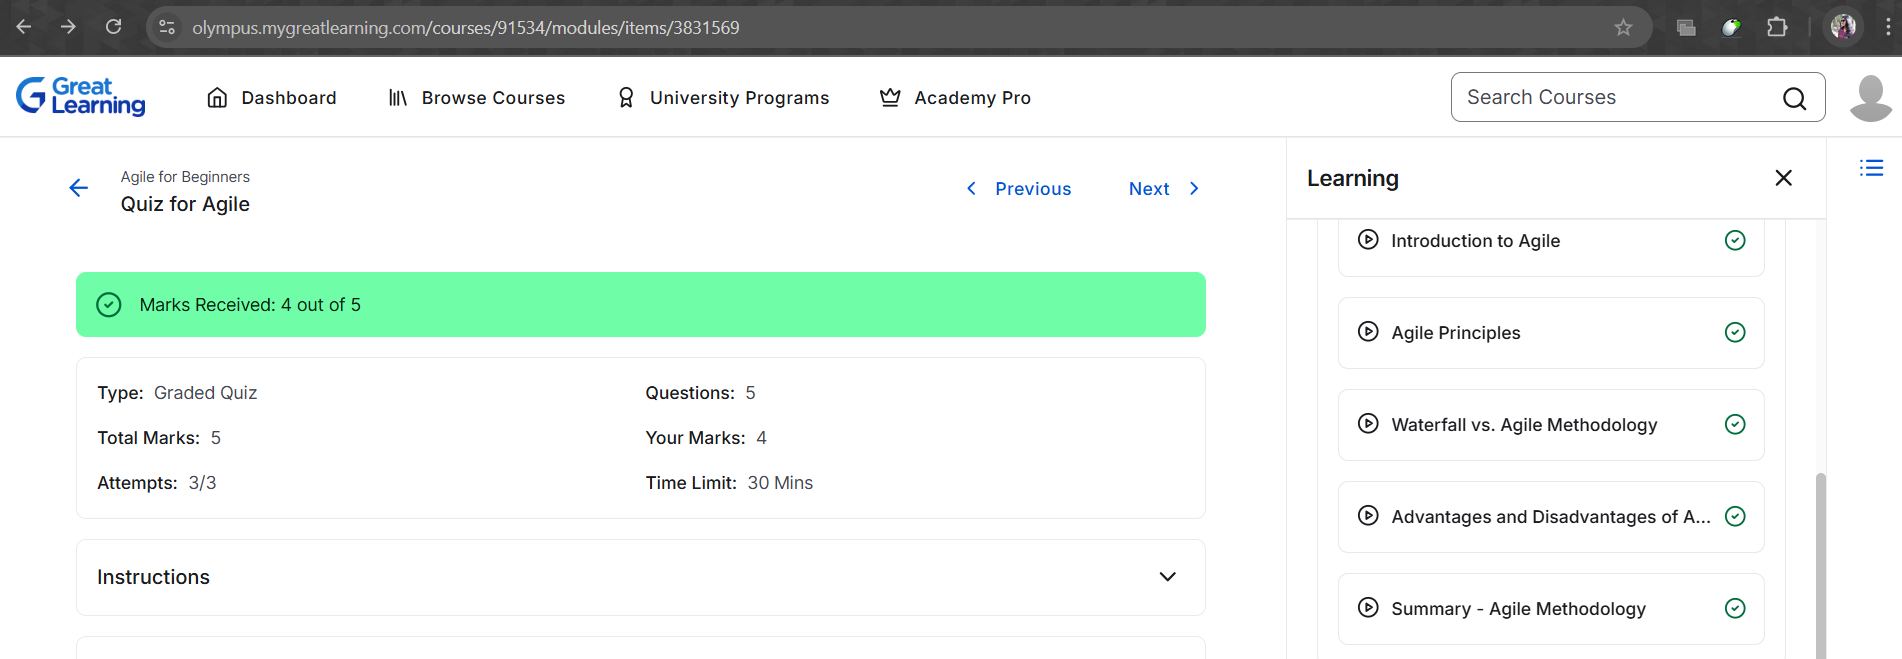 olympus.mygreatlearning.com/courses/91534/modules/items/3831569
Great
Learning
Dashboard
Browse Courses
University Programs
Academy Pro
Search Courses
Agile for Beginners
Quiz for Agile
Previous
Next
Marks Received: 4 out of 5
Type: Graded Quiz
Questions: 5
Total Marks: 5
Your Marks: 4
Attempts: 3/3
Time Limit: 30 Mins
Instructions
Learning
Introduction to Agile
Agile Principles
Waterfall vs. Agile Methodology
Advantages and Disadvantages of A...
Summary - Agile Methodology